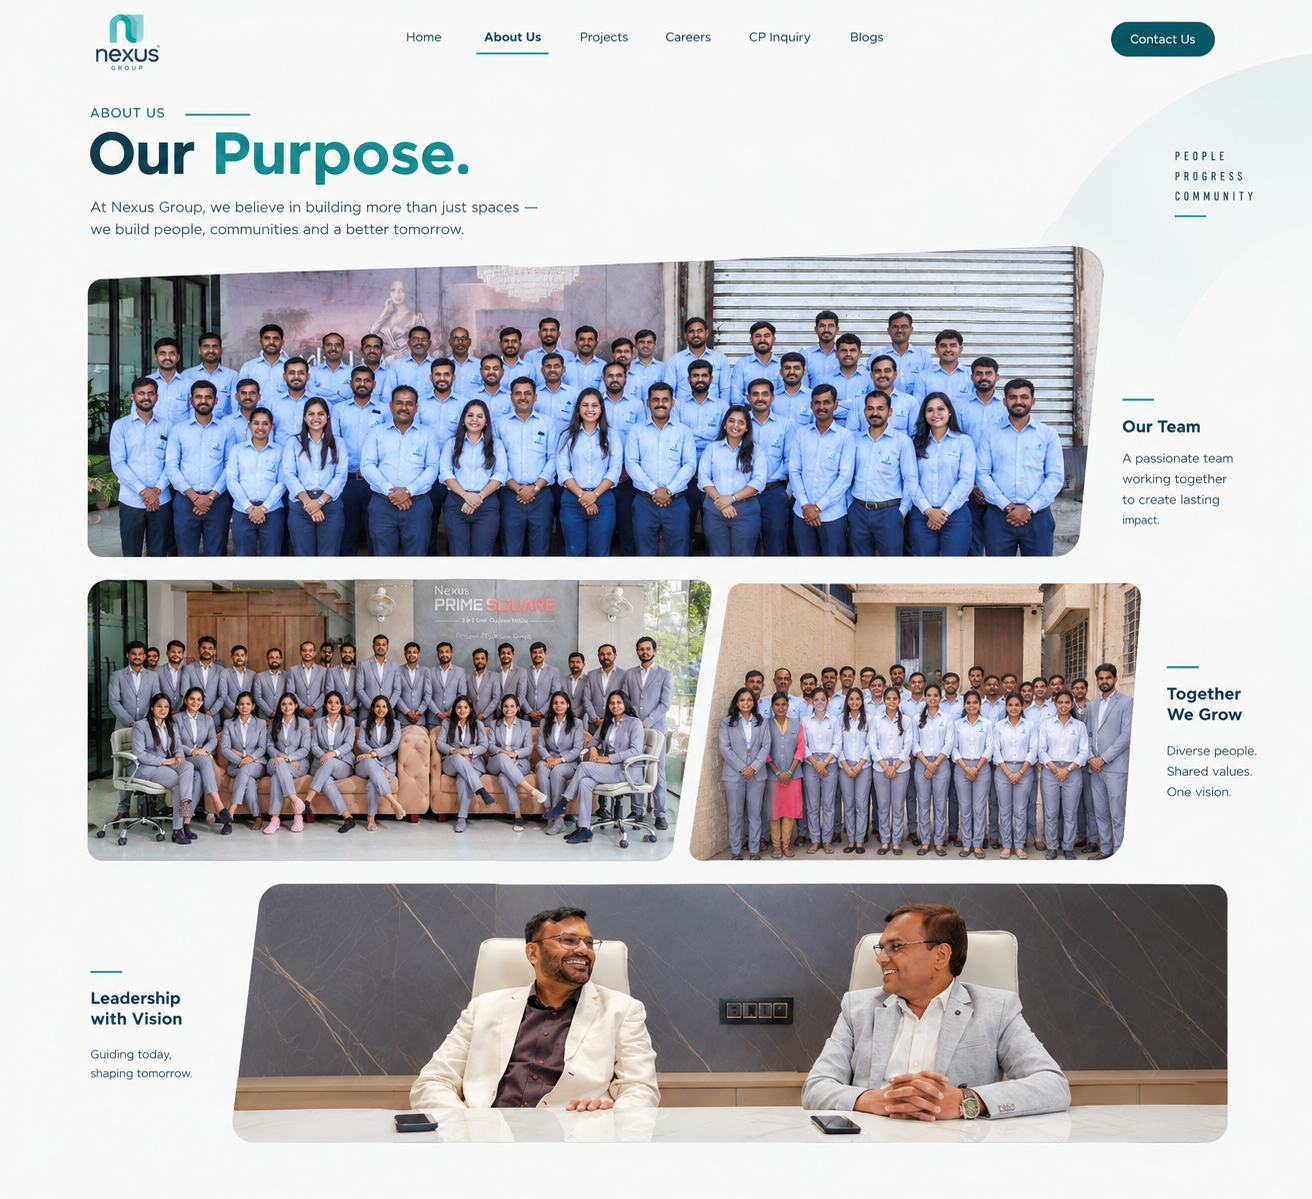 nexus
GROUP
Home
About Us
Projects
Careers
CP Inquiry
Blogs
Contact Us
ABOUT US
Our Purpose.
At Nexus Group, we believe in building more than just spaces —
we build people, communities and a better tomorrow.
PEOPLE
PROGRESS
COMMUNITY
Our Team
A passionate team
working together
to create lasting
impact.
Nexus
PRIME SQUARE
Together
We Grow
Diverse people.
Shared values.
One vision.
Leadership
with Vision
Guiding today,
shaping tomorrow.